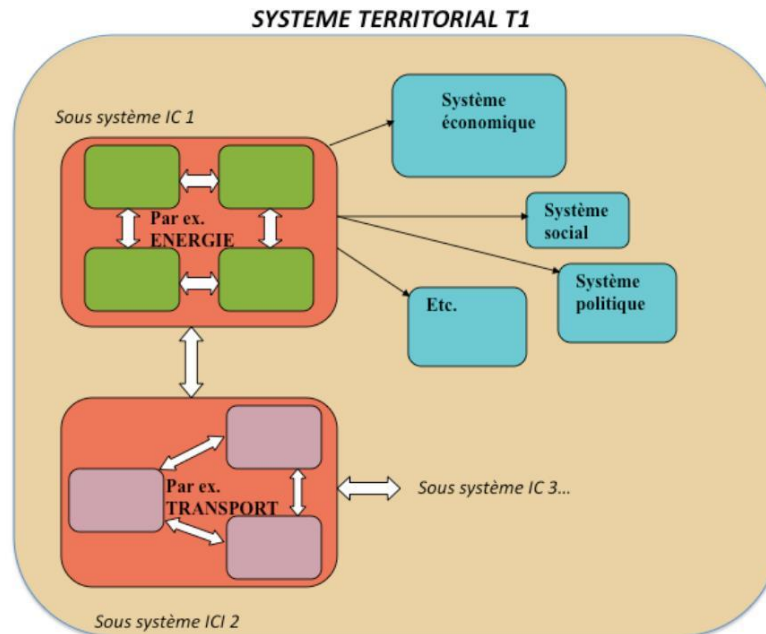 SYSTEME TERRITORIAL T1
Sous système IC 1
Système
économique
Par ex.
ENERGIE
Système
social
Système
politique
Etc.
Par ex.
TRANSPORT
Sous système IC 3...
Sous système ICI 2